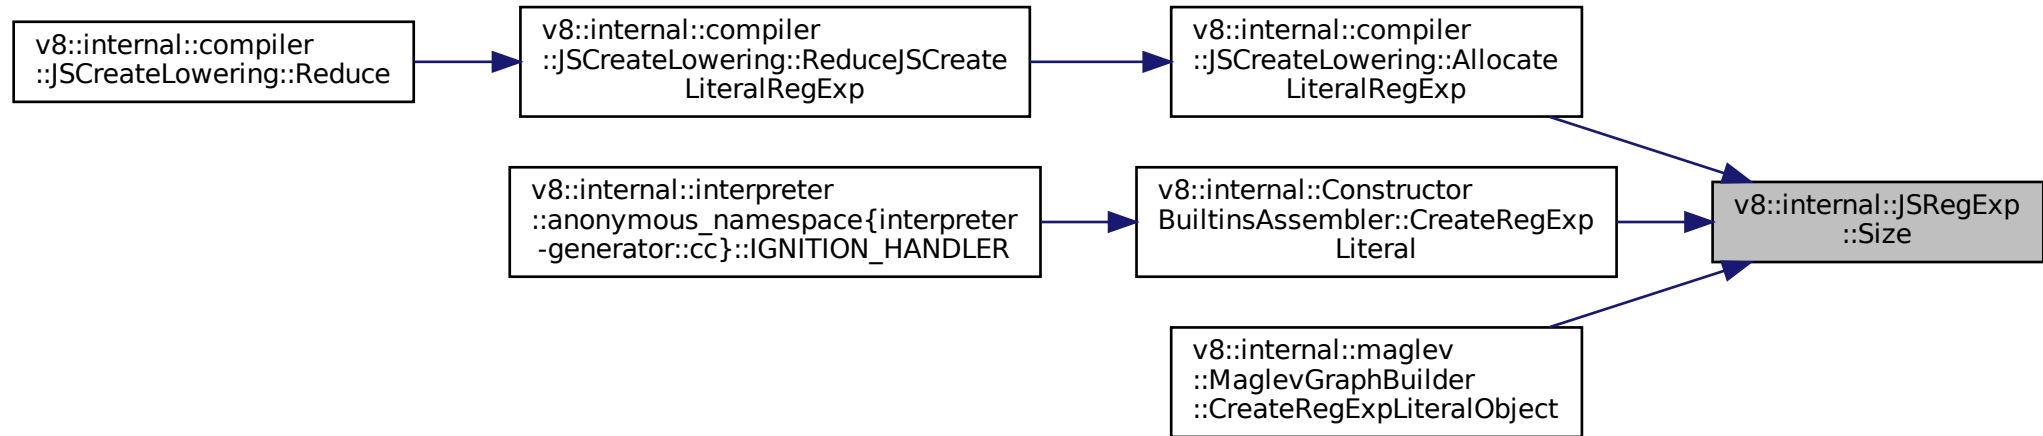 v8::internal::compiler
::JSCreateLowering::Reduce
v8::internal::compiler
::JSCreateLowering::ReduceJSCreate
LiteralRegExp
v8::internal::compiler
::JSCreateLowering::Allocate
LiteralRegExp
v8::internal::interpreter
::anonymous_namespace{interpreter
-generator::cc}::IGNITION_HANDLER
v8::internal::Constructor
BuiltinsAssembler::CreateRegExp
Literal
v8::internal::JSRegExp
::Size
v8::internal::maglev
::MaglevGraphBuilder
::CreateRegExpLiteralObject